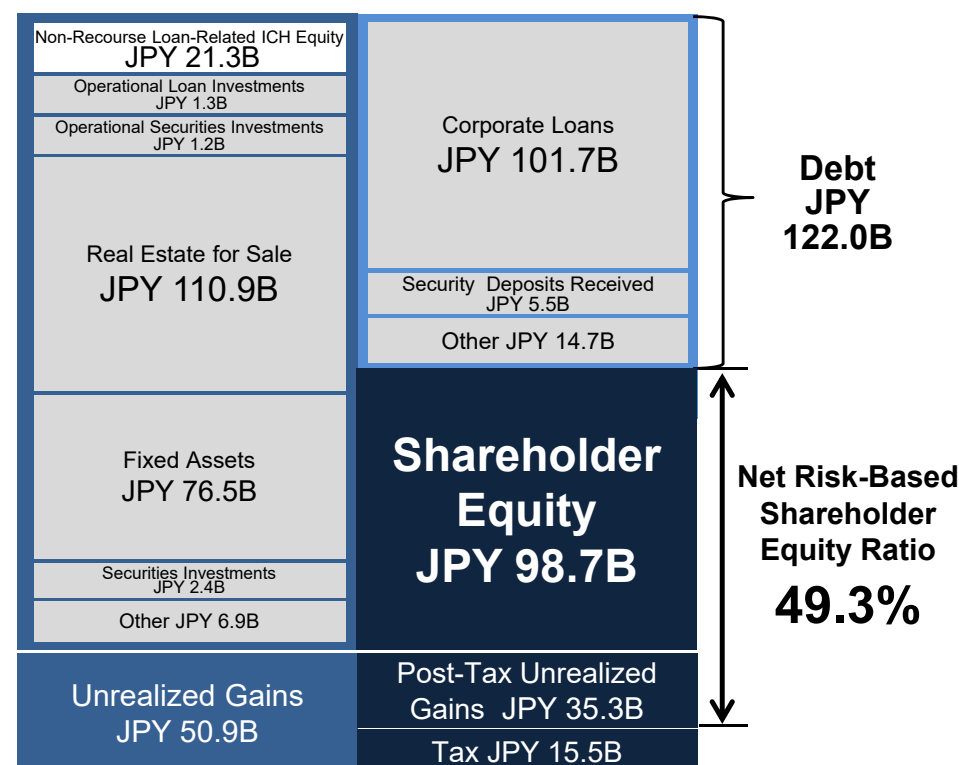 Non-Recourse Loan-Related ICH Equity
JPY 21.3B
Operational Loan Investments
JPY 1.3B
Operational Securities Investments
JPY 1.2B
Real Estate for Sale
JPY 110.9B
Fixed Assets
JPY 76.5B
Securities Investments
JPY 2.4B
Other JPY 6.9B
Unrealized Gains
JPY 50.9B
Corporate Loans
JPY 101.7B
Security Deposits Received
JPY 5.5B
Other JPY 14.7B
Shareholder
Equity
JPY 98.7B
Post-Tax Unrealized
Gains JPY 35.3B
Tax JPY 15.5B
Debt
JPY
122.0B
Net Risk-Based
Shareholder
Equity Ratio
49.3%